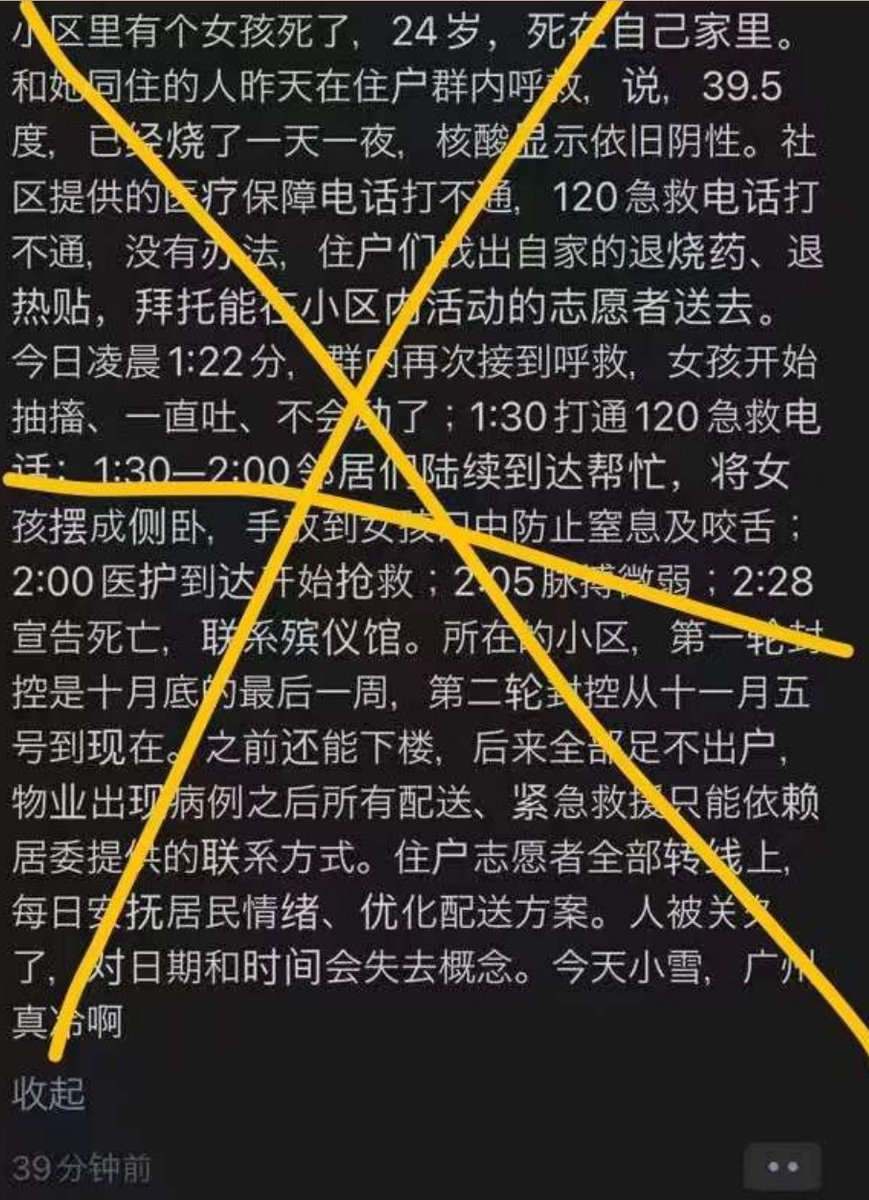 小区里有个女孩死了，24岁，死在自己家里。
和她同住的人昨天在住户群内呼救，说，39.5
度，已经烧了一天一夜，核酸显示依旧阴性。社
区提供的医疗保障电话打不通，120急救电话打
不通，没有办法，住户们找出自家的退烧药、退
热贴，拜托能在小区内活动的志愿者送去。
今日凌晨1:22分，群内再次接到呼救，女孩开始
抽搐、一直吐、不会动了；1:30打通120急救电
话；1:30—2:00邻居们陆续到达帮忙，将女
孩摆成侧卧，手放到女孩口中防止窒息及咬舌；
2:00医护到达开始抢救；2:05脉搏微弱；2:28
宣告死亡，联系殡仪馆。所在的小区，第一轮封
控是十月底的最后一周，第二轮封控从十一月五
号到现在。之前还能下楼，后来全部足不出户，
物业出现病例之后所有配送、紧急救援只能依赖
居委提供的联系方式。住户志愿者全部转线上，
每日安抚居民情绪、优化配送方案。人被关久
了，对日期和时间会失去概念。今天小雪，广州
真冷啊
收起
39分钟前